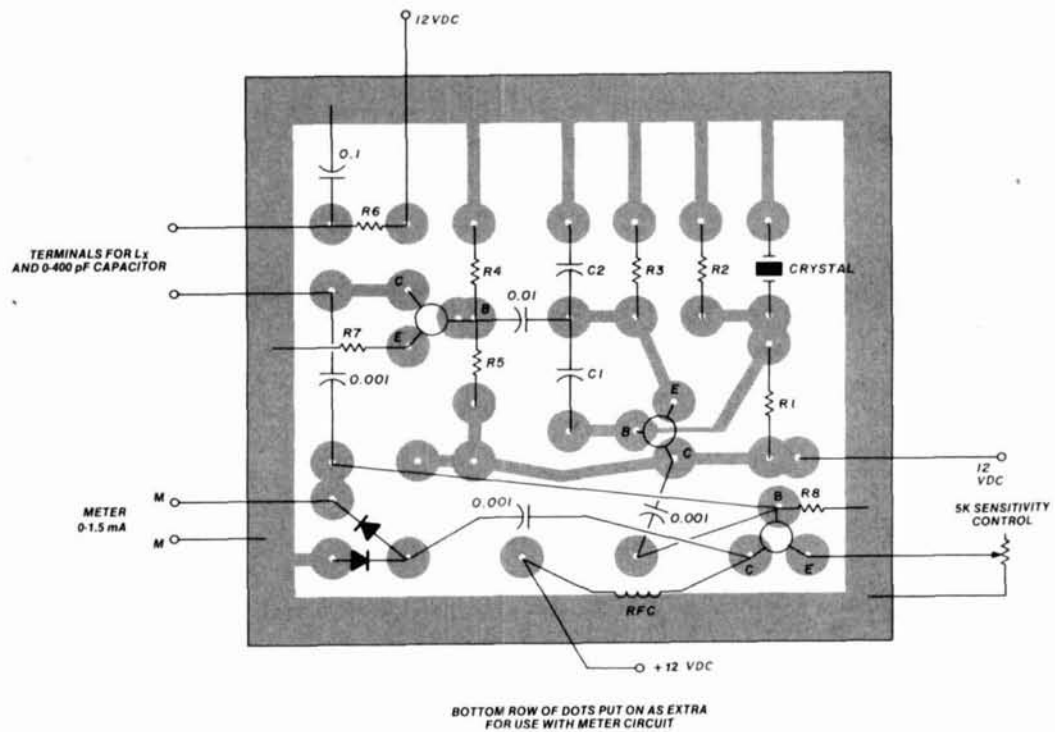 12 VDC
0.1
R6
TERMINALS FOR Lx
AND 0-400 pF CAPACITOR
R4
C2
R3
R2
CRYSTAL
C
0.01
B
R7
E
0.001
R5
C1
E
R1
B
C
12
VDC
M
METER
0-1.5 mA
M
0.001
0.001
B
R8
5K SENSITIVITY
CONTROL
C
E
RFC
+12 VDC
BOTTOM ROW OF DOTS PUT ON AS EXTRA
FOR USE WITH METER CIRCUIT